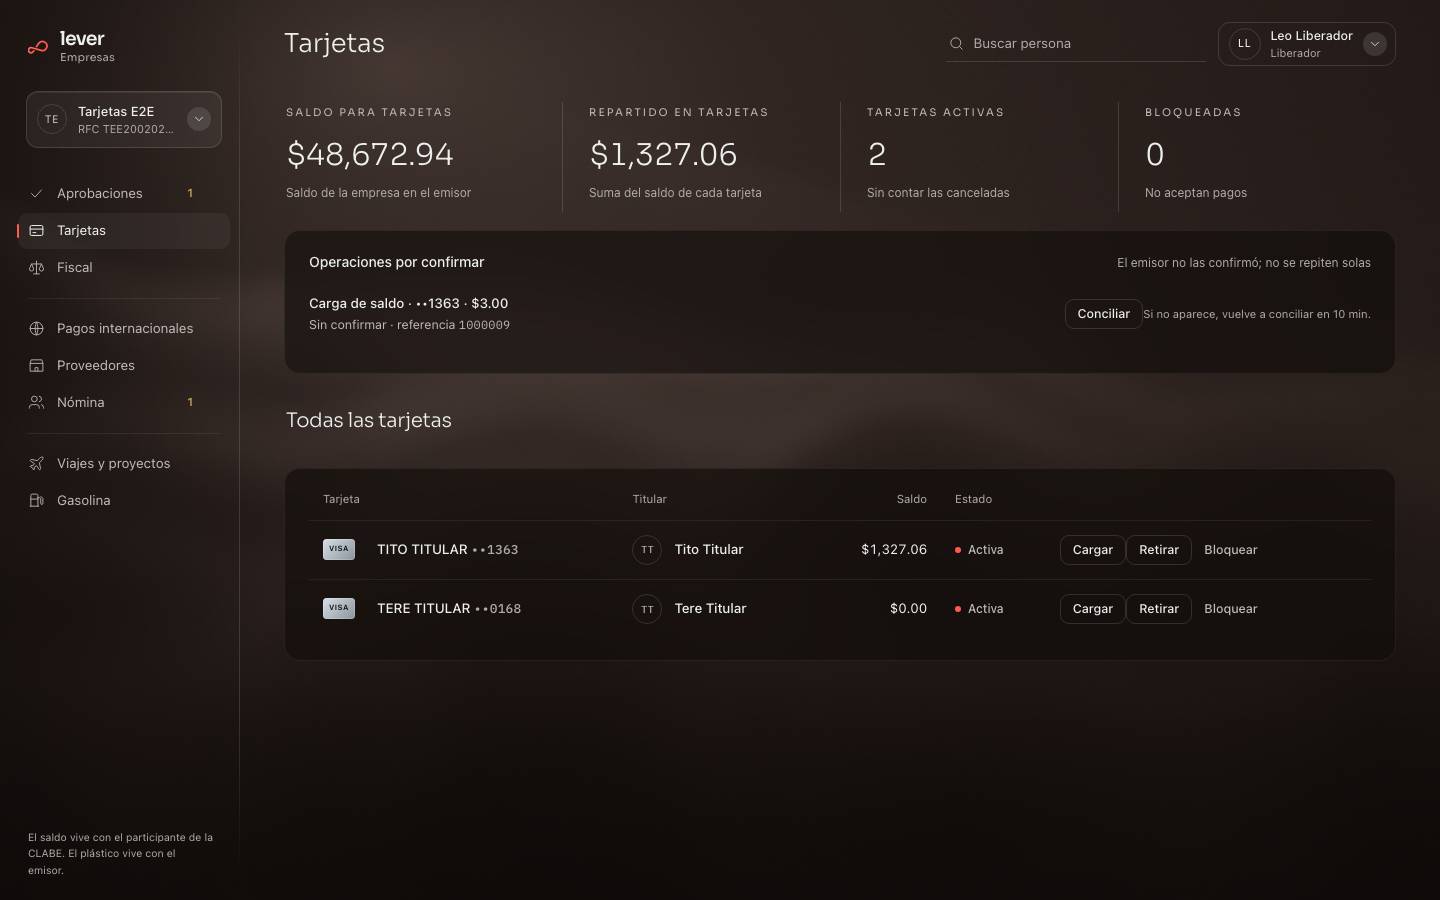 lever
Empresas
TE
Tarjetas E2E
RFC TEE200202...
Aprobaciones 1
Tarjetas
Fiscal
Pagos internacionales
Proveedores
Nómina 1
Viajes y proyectos
Gasolina
El saldo vive con el participante de la
CLABE. El plástico vive con el
emisor.
Tarjetas
Buscar persona
LL
Leo Liberador
Liberador
SALDO PARA TARJETAS
$48,672.94
Saldo de la empresa en el emisor
REPARTIDO EN TARJETAS
$1,327.06
Suma del saldo de cada tarjeta
TARJETAS ACTIVAS
2
Sin contar las canceladas
BLOQUEADAS
0
No aceptan pagos
Operaciones por confirmar
El emisor no las confirmó; no se repiten solas
Carga de saldo · ••1363 · $3.00
Sin confirmar · referencia 1000009
Conciliar Si no aparece, vuelve a conciliar en 10 min.
Todas las tarjetas
Tarjeta Titular Saldo Estado
VISA TITO TITULAR ••1363 TT Tito Titular $1,327.06 Activa Cargar Retirar Bloquear
VISA TERE TITULAR ••0168 TT Tere Titular $0.00 Activa Cargar Retirar Bloquear